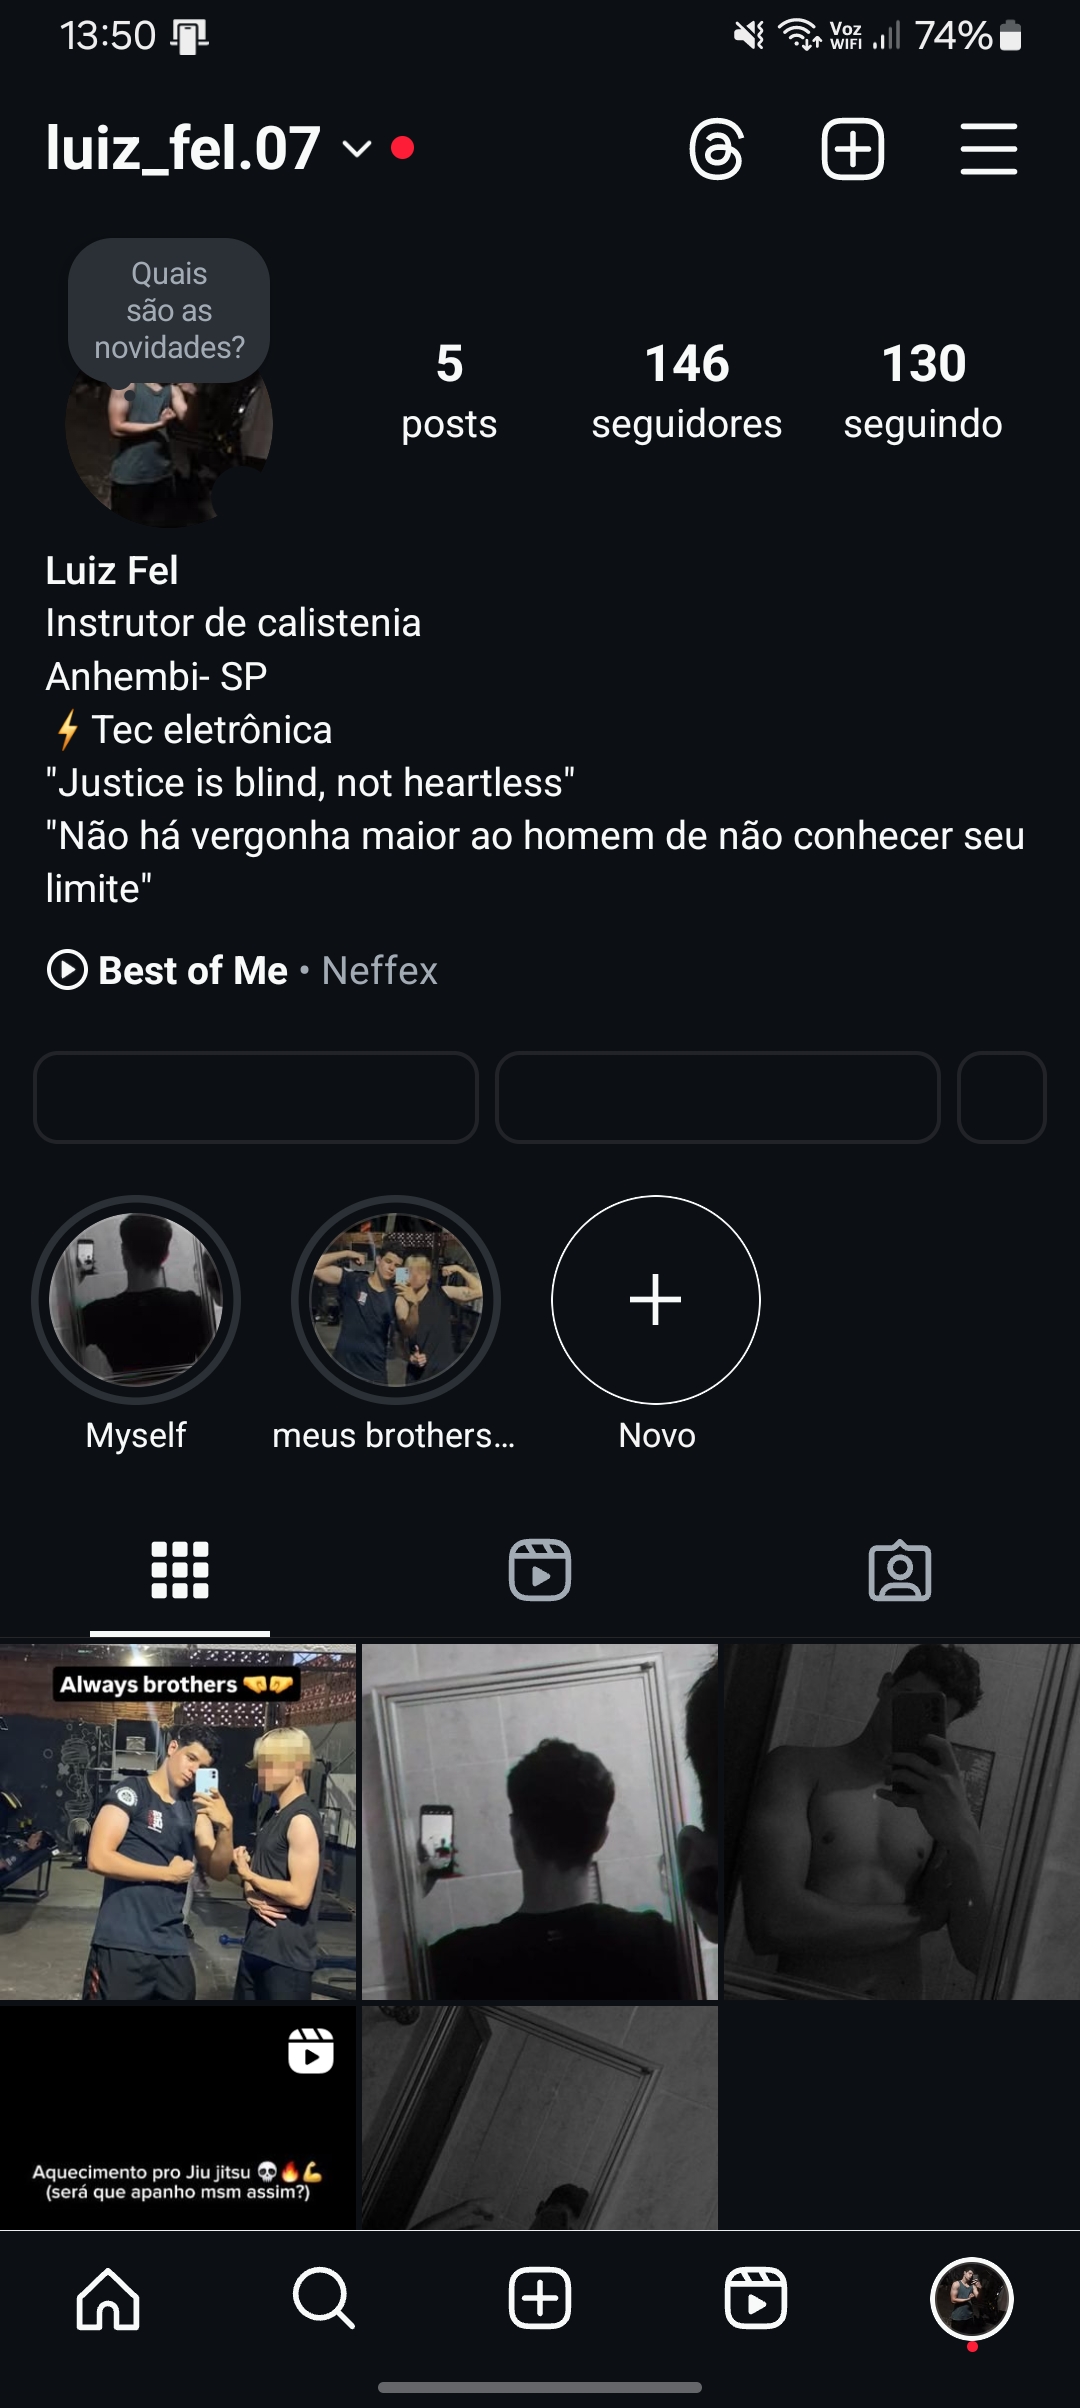 13:50
Voz
WIFI
74%
luiz_fel.07
Quais
são as
novidades?
5
146
130
posts
seguidores
seguindo
Luiz Fel
Instrutor de calistenia
Anhembi- SP
⚡ Tec eletrônica
"Justice is blind, not heartless"
"Não há vergonha maior ao homem de não conhecer seu
limite"
Best of Me • Neffex
Myself
meus brothers...
Novo
Always brothers 🤜🤛
Aquecimento pro Jiu jitsu 💀🔥💪
(será que apanho msm assim?)